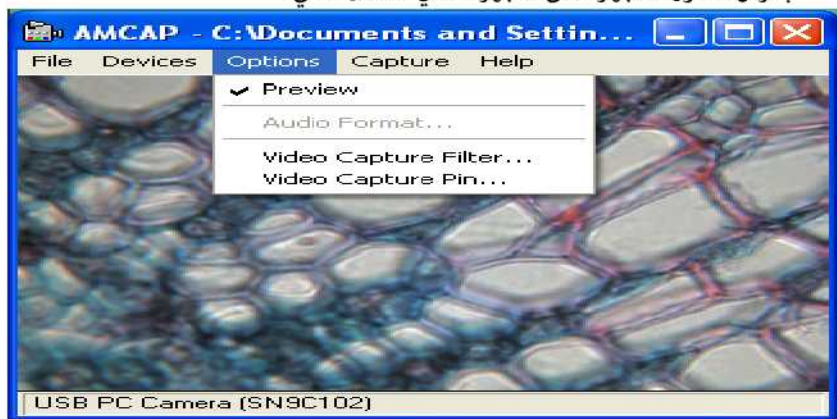 AMCAP - C:\Documents and Settin...
File Devices Options Capture Help
Preview
Audio Format...
Video Capture Filter...
Video Capture Pin...
USB PC Camera (SN9C102)